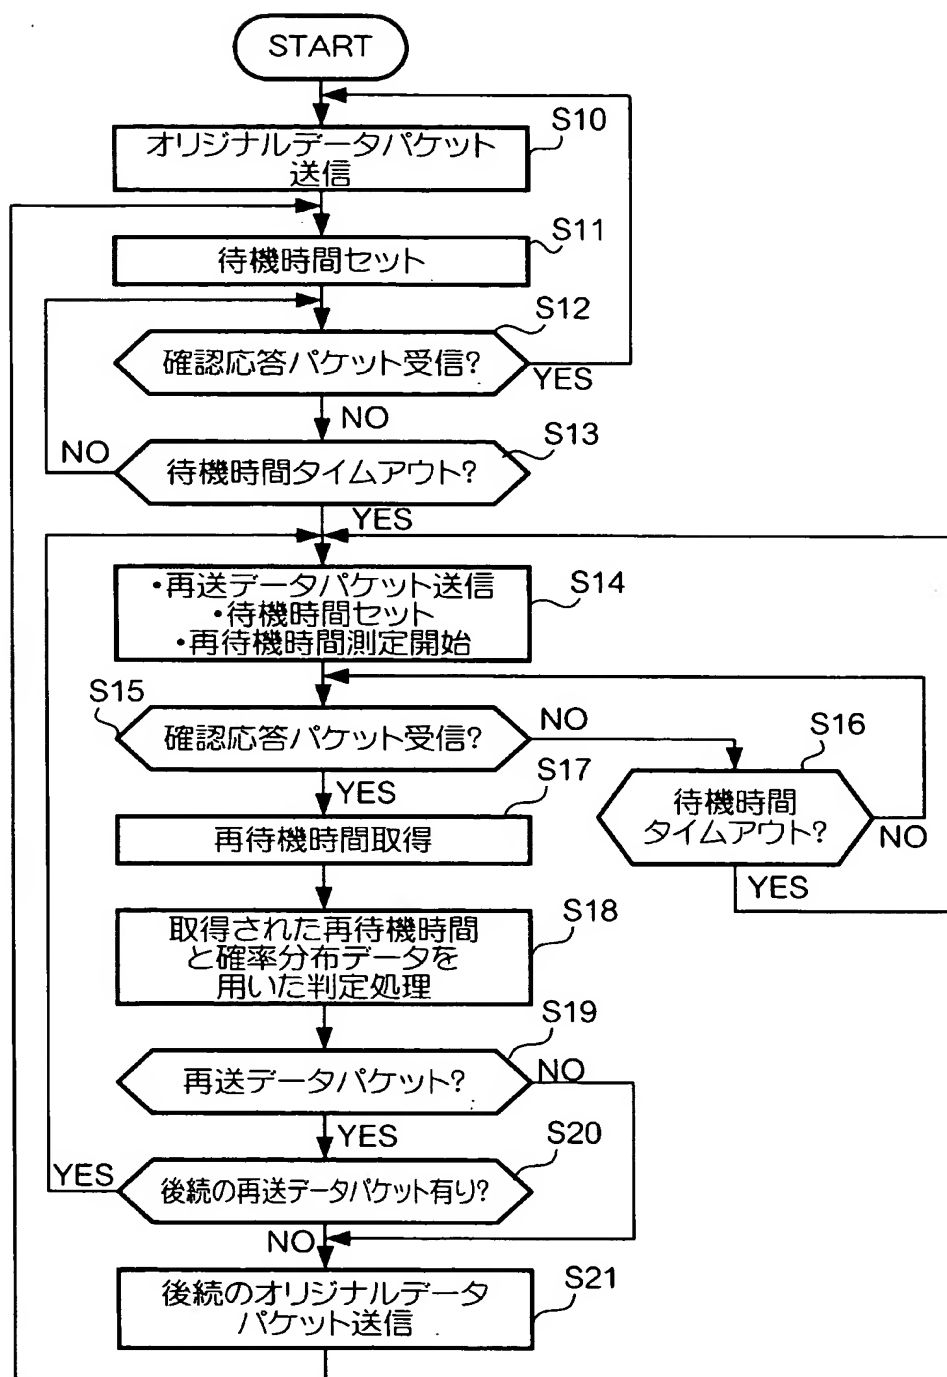 START
S10
オリジナルデータパケット
送信
S11
待機時間セット
S12
確認応答パケット受信?
YES
NO
S13
NO
待機時間タイムアウト?
YES
・再送データパケット送信
・待機時間セット
・再待機時間測定開始
S14
S15
確認応答パケット受信?
NO
S16
YES
待機時間
タイムアウト?
NO
YES
S17
再待機時間取得
S18
取得された再待機時間
と確率分布データを
用いた判定処理
S19
再送データパケット?
NO
YES
S20
YES
後続の再送データパケット有り?
NO
S21
後続のオリジナルデータ
パケット送信